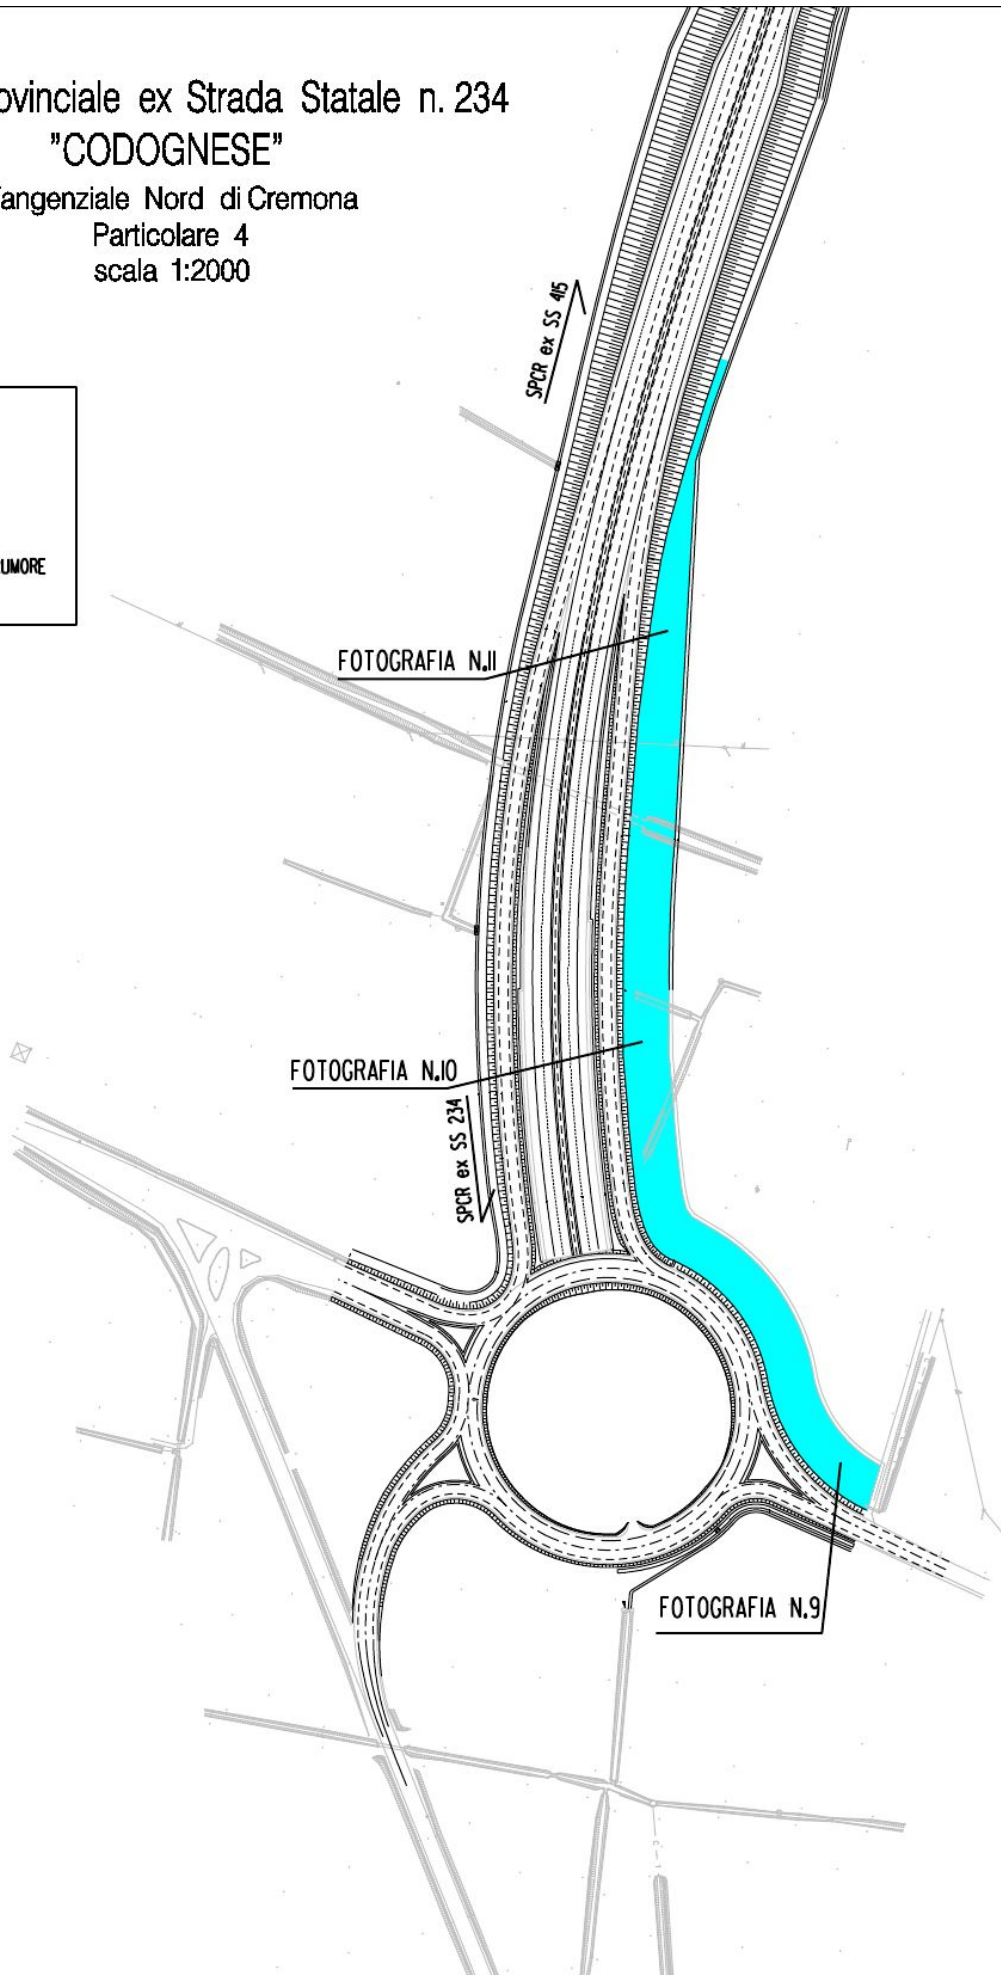 ovinciale ex Strada Statale n. 234
"CODOGNESE"
angenziale Nord di Cremona
Particolare 4
scala 1:2000
SPCR ex SS 415
UMORE
FOTOGRAFIA N.11
FOTOGRAFIA N.10
SPCR ex SS 234
FOTOGRAFIA N.9